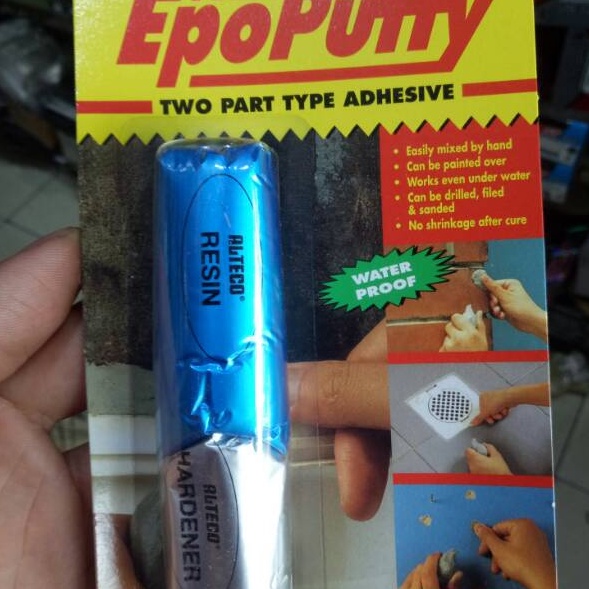 EPOPUTTY
TWO PART TYPE ADHESIVE
• Easily mixed by hand
• Can be painted over
• Works even under water
• Can be drilled, filed
& sanded
• No shrinkage after cure
WATER
PROOF
ALTECO®
RESIN
ALTECO®
HARDENER